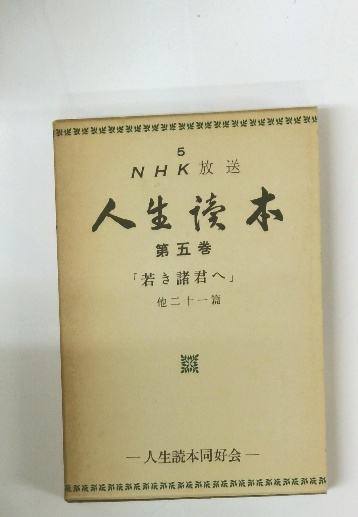 5
NHK放送
人生読本
第五巻
「若き諸君へ」
他二十一篇
―人生読本同好会―